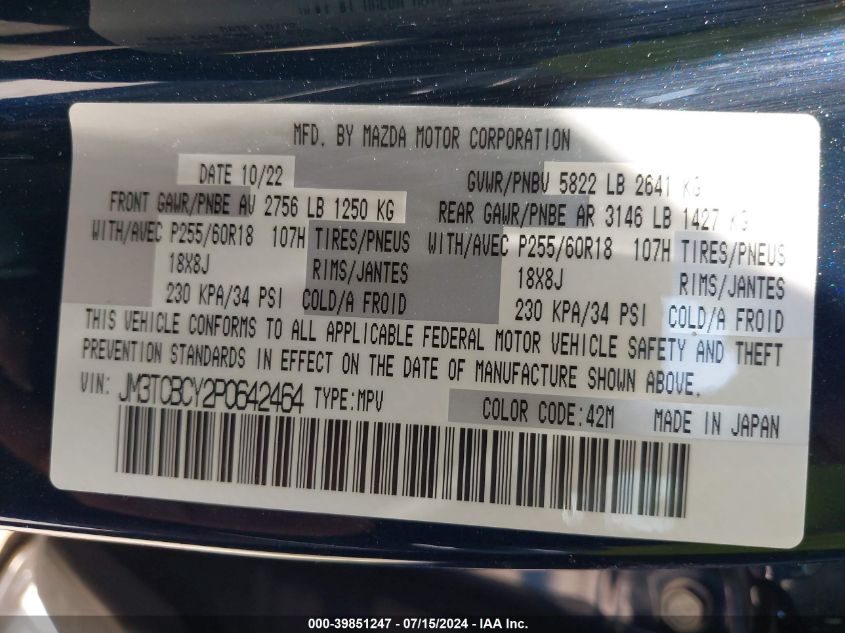 MFD. BY MAZDA MOTOR CORPORATION
DATE 10/22 GVWR/PNBV 5822 LB 2641 KG
FRONT GAWR/PNBE AV 2756 LB 1250 KG REAR GAWR/PNBE AR 3146 LB 1427 KG
WITH/AVEC P255/60R18 107H TIRES/PNEUS WITH/AVEC P255/60R18 107H TIRES/PNEUS
18X8J RIMS/JANTES 18X8J RIMS/JANTES
230 KPA/34 PSI COLD/A FROID 230 KPA/34 PSI COLD/A FROID
THIS VEHICLE CONFORMS TO ALL APPLICABLE FEDERAL MOTOR VEHICLE SAFETY AND THEFT
PREVENTION STANDARDS IN EFFECT ON THE DATE OF MANUFACTURE SHOWN ABOVE.
VIN: JM3TCBCY2P0642464 TYPE:MPV COLOR CODE:42M MADE IN JAPAN
000-39851247 - 07/15/2024 - IAA Inc.